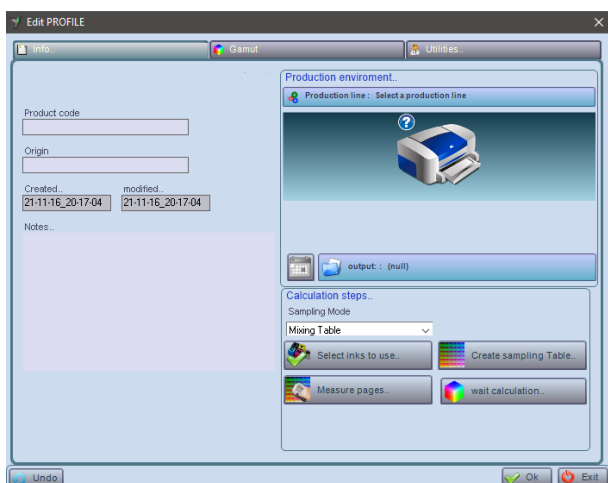 Edit PROFILE
Info..
Gamut
Utilities..
Production enviroment..
Production line : Select a production line
Product code
Origin
Created..
modified..
21-11-16_20-17-04
21-11-16_20-17-04
Notes..
output: : (null)
Calculation steps..
Sampling Mode
Mixing Table
Select inks to use..
Create sampling Table..
Measure pages..
wait calculation..
Undo
Ok
Exit